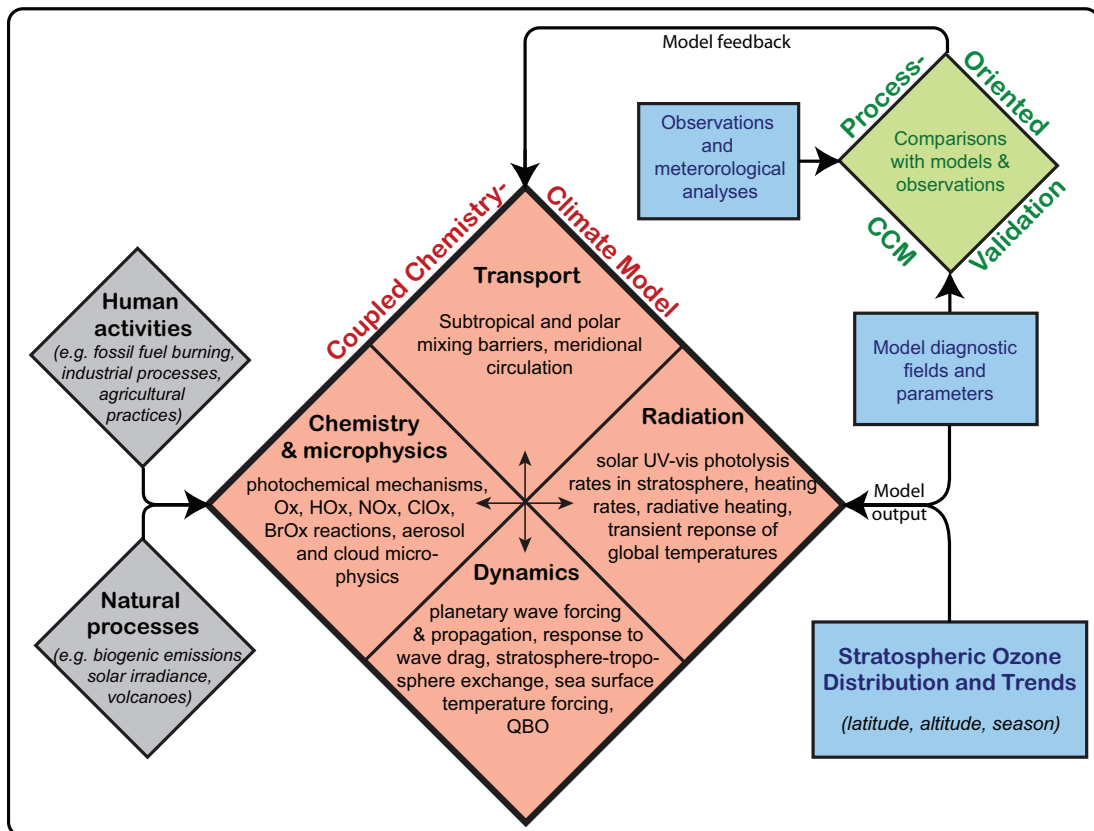 Model feedback
Process-
Oriented
CCM
Validation
Comparisons
with models &
observations
Observations
and
meterorological
analyses
Coupled Chemistry-
Climate Model
Transport
Subtropical and polar
mixing barriers, meridional
circulation
Human
activities
(e.g. fossil fuel burning,
industrial processes,
agricultural
practices)
Model diagnostic
fields and
parameters
Chemistry
& microphysics
photochemical mechanisms,
Ox, HOx, NOx, ClOx,
BrOx reactions, aerosol
and cloud micro-
physics
Radiation
solar UV-vis photolysis
rates in stratosphere, heating
rates, radiative heating,
transient reponse of
global temperatures
Model
output
Dynamics
planetary wave forcing
& propagation, response to
wave drag, stratosphere-tropo-
sphere exchange, sea surface
temperature forcing,
QBO
Natural
processes
(e.g. biogenic emissions
solar irradiance,
volcanoes)
Stratospheric Ozone
Distribution and Trends
(latitude, altitude, season)